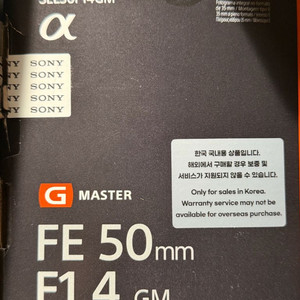 SEL50F14GM
α
SONY
SONY
SONY
SONY
한국 국내용 상품입니다.
해외에서 구매할 경우 보증 및
서비스가 지원되지 않을 수 있습니다.
Only for sales in Korea.
Warranty service may not be
available for overseas purchase.
G MASTER
FE 50mm
F1.4 GM